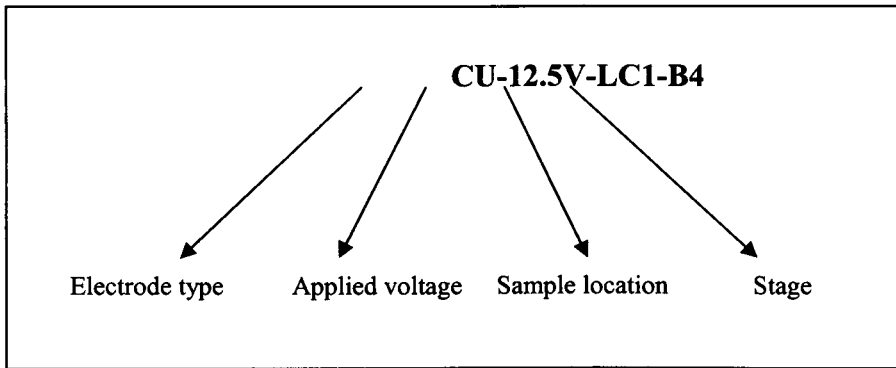 CU-12.5V-LC1-B4
Electrode type Applied voltage Sample location Stage